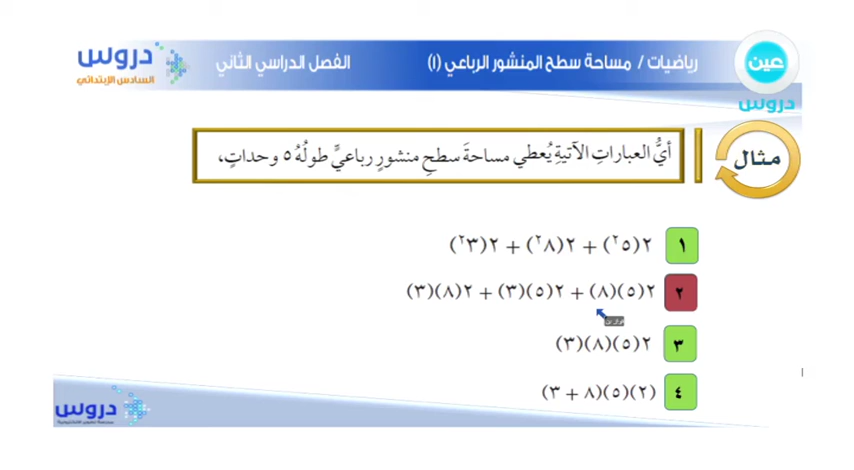 عين
دروس
رياضيات / مساحة سطح المنشور الرباعي (١)
الفصل الدراسي الثاني
دروس
السادس الإبتدائي
مثال
أيُّ العباراتِ الآتيةِ يُعطي مساحةَ سطحِ منشورٍ رباعيٍّ طولُهُ ٥ وحداتٍ،
١ ٢(٥٢) + ٢(٨٢) + ٢(٣٢)
٢ ٢(٥)(٨) + ٢(٥)(٣) + ٢(٨)(٣)
٣ ٢(٥)(٨)(٣)
٤ (٢)(٥)(٨ + ٣)
دروس